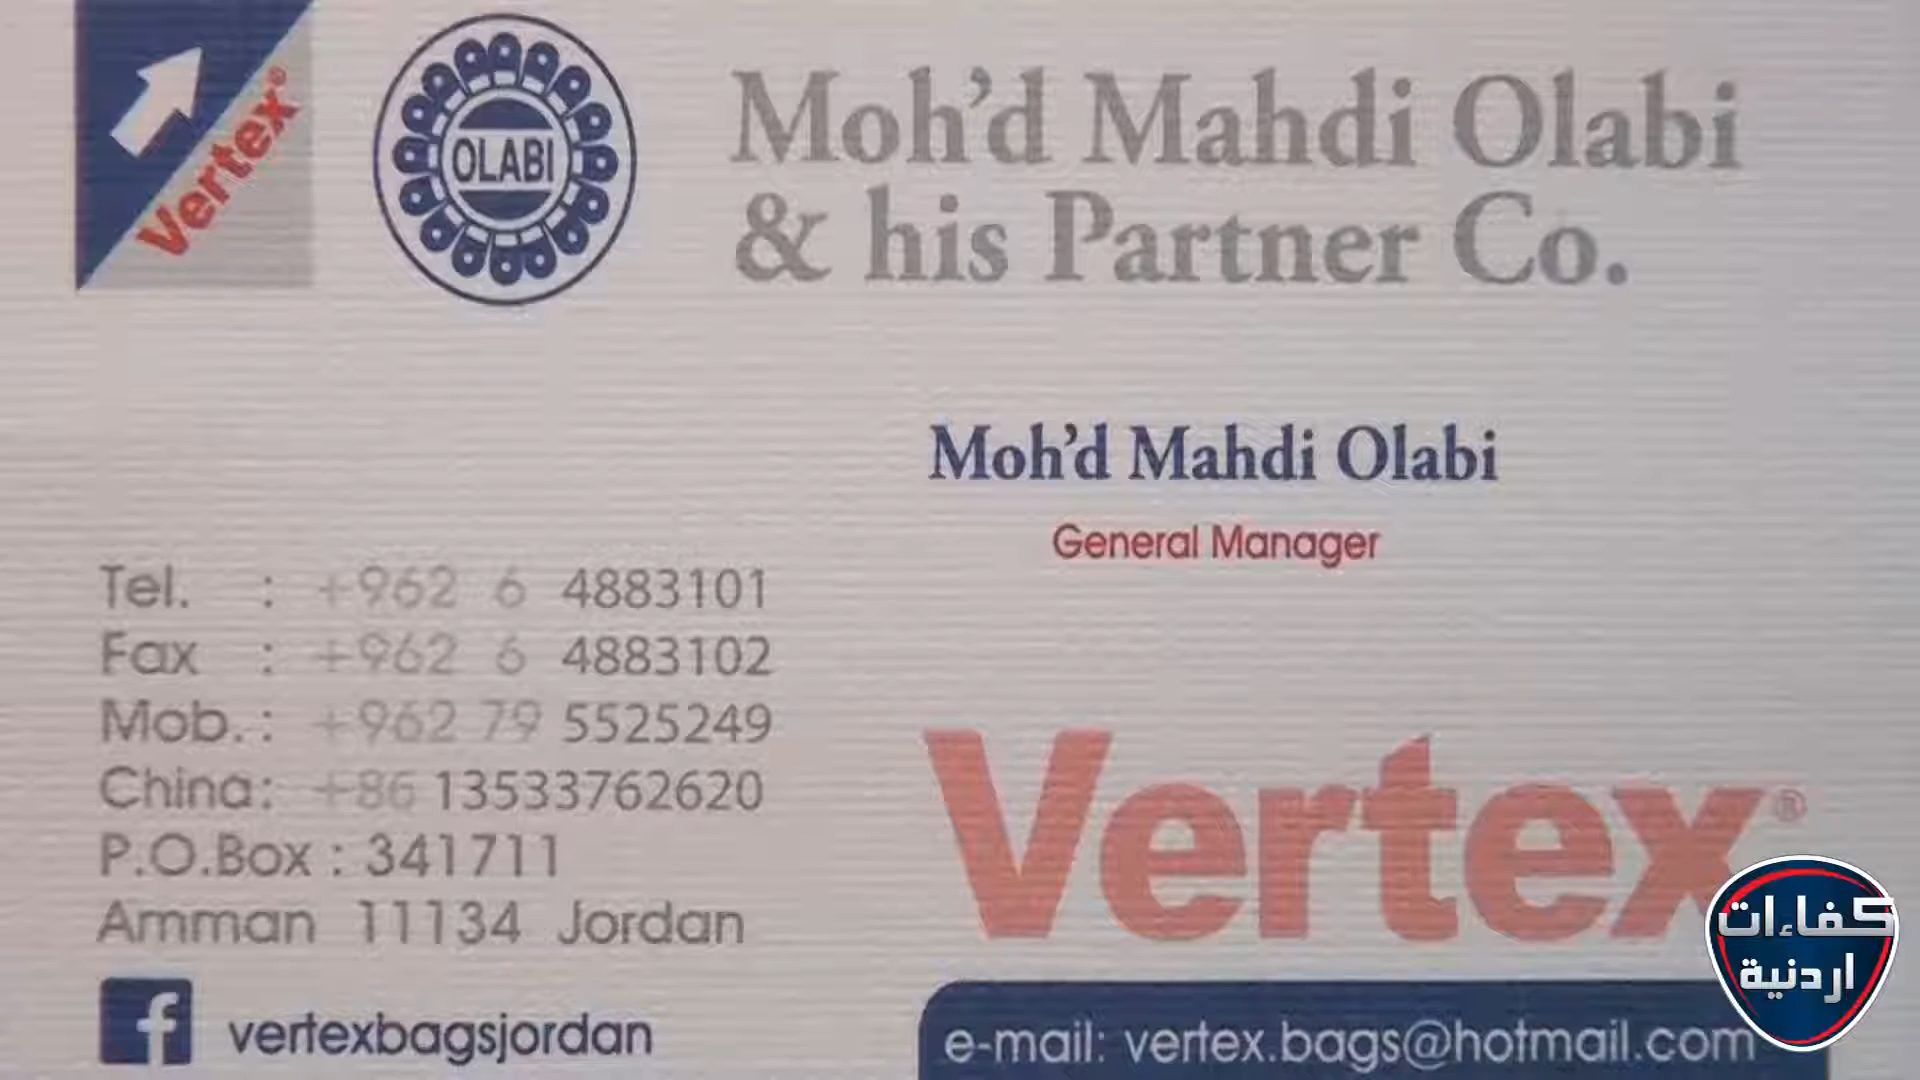 Vertex®
OLABI
Moh'd Mahdi Olabi
& his Partner Co.
Moh'd Mahdi Olabi
General Manager
Tel. : +962 6 4883101
Fax : +962 6 4883102
Mob. : +962 79 5525249
China : +86 13533762620
P.O.Box : 341711
Amman 11134 Jordan
vertexbagsjordan
Vertex®
e-mail: vertex.bags@hotmail.com
كفاءات
اردنية